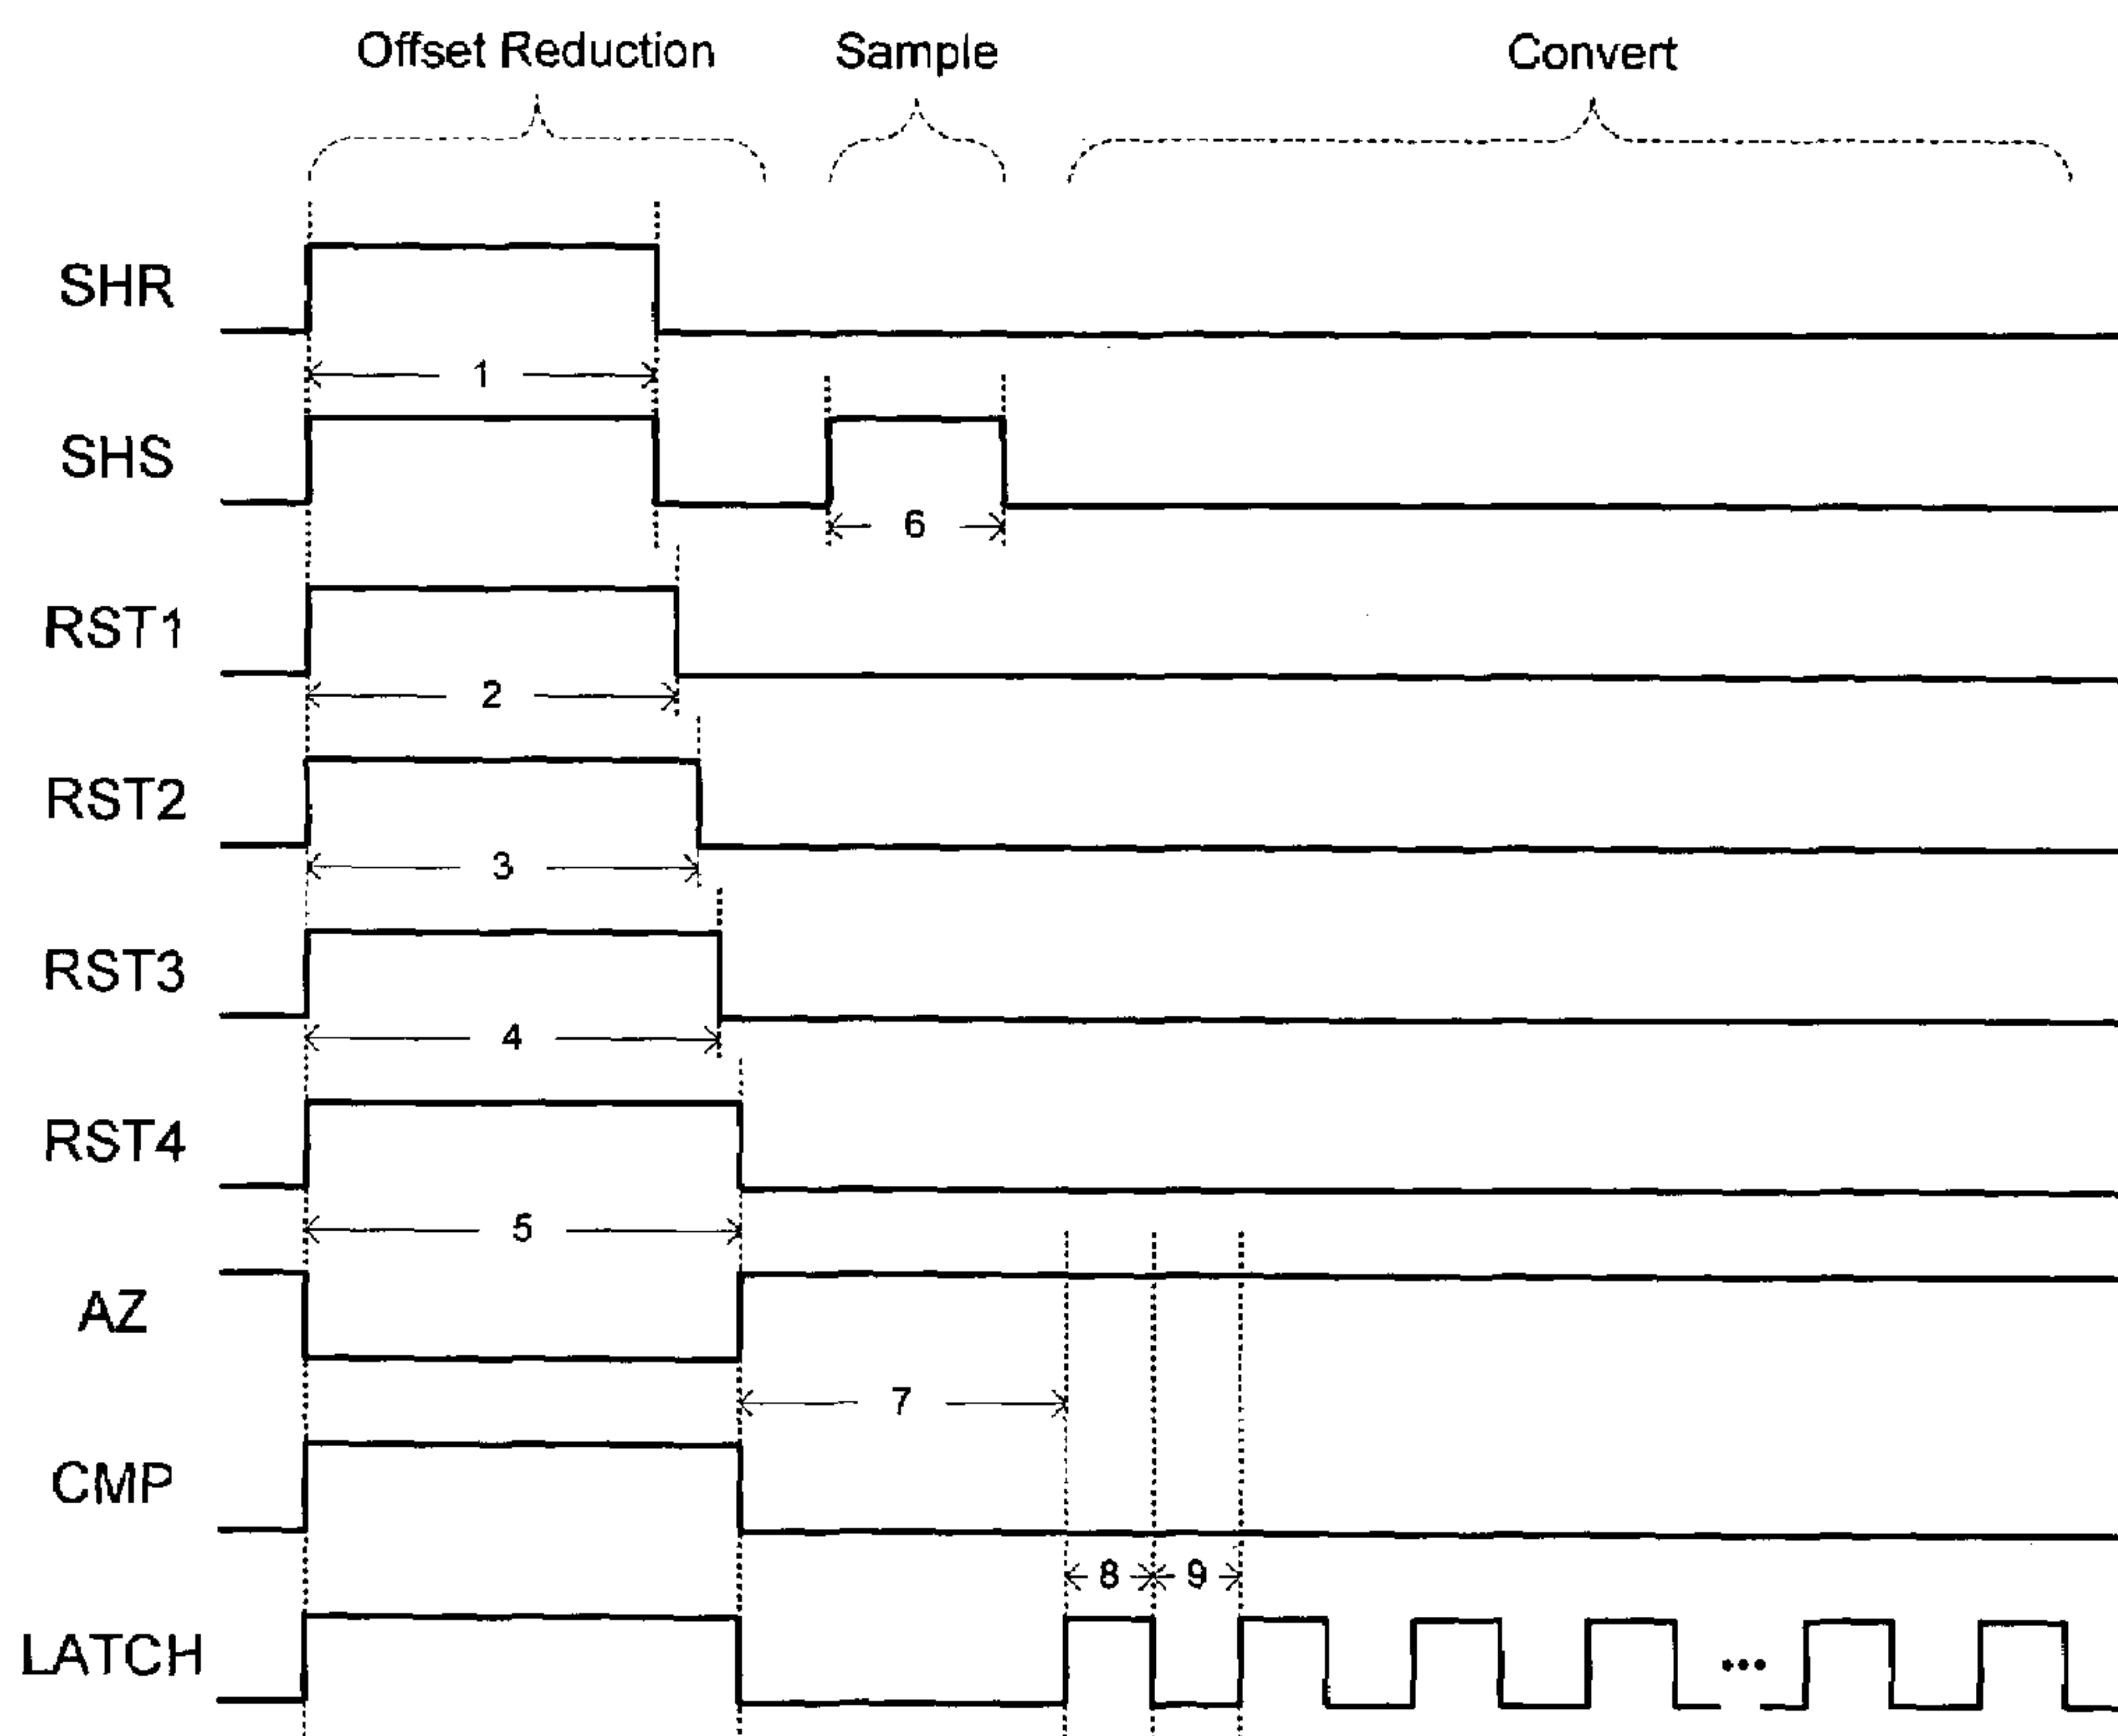 Offset Reduction Sample Convert
SHR
1
SHS
6
RST1
2
RST2
3
RST3
4
RST4
5
AZ
7
CMP
8 9
LATCH
•••